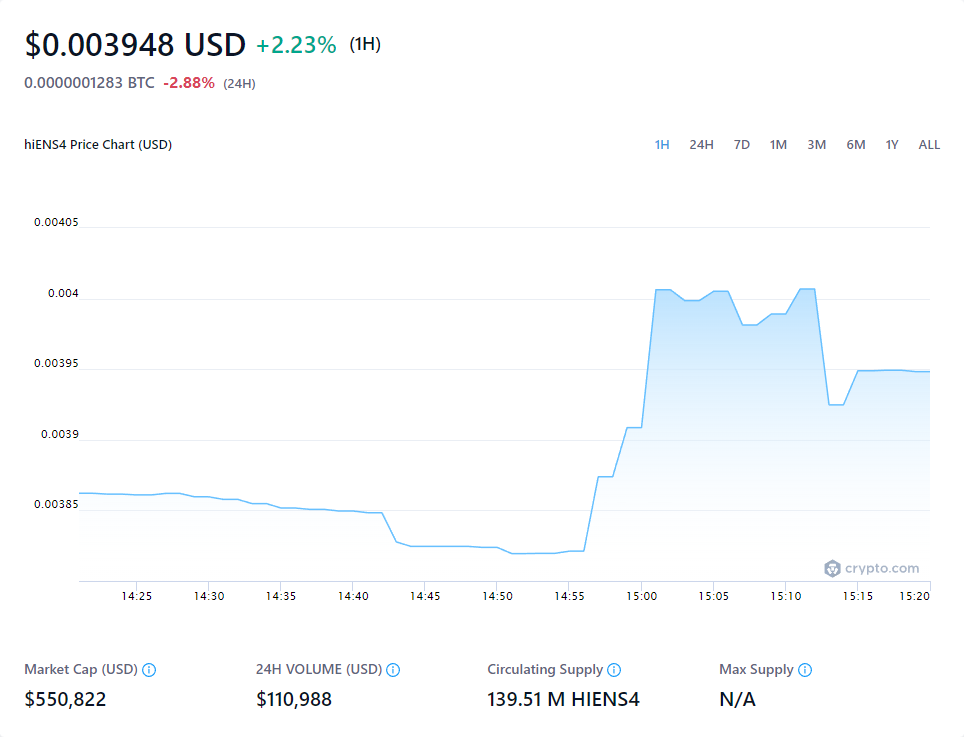 $0.003948 USD +2.23% (1H)
0.0000001283 BTC -2.88% (24H)
hiENS4 Price Chart (USD)
1H 24H 7D 1M 3M 6M 1Y ALL
0.00405
0.004
0.00395
0.0039
0.00385
crypto.com
14:25 14:30 14:35 14:40 14:45 14:50 14:55 15:00 15:05 15:10 15:15 15:20
Market Cap (USD) 24H VOLUME (USD) Circulating Supply Max Supply
$550,822 $110,988 139.51 M HIENS4 N/A